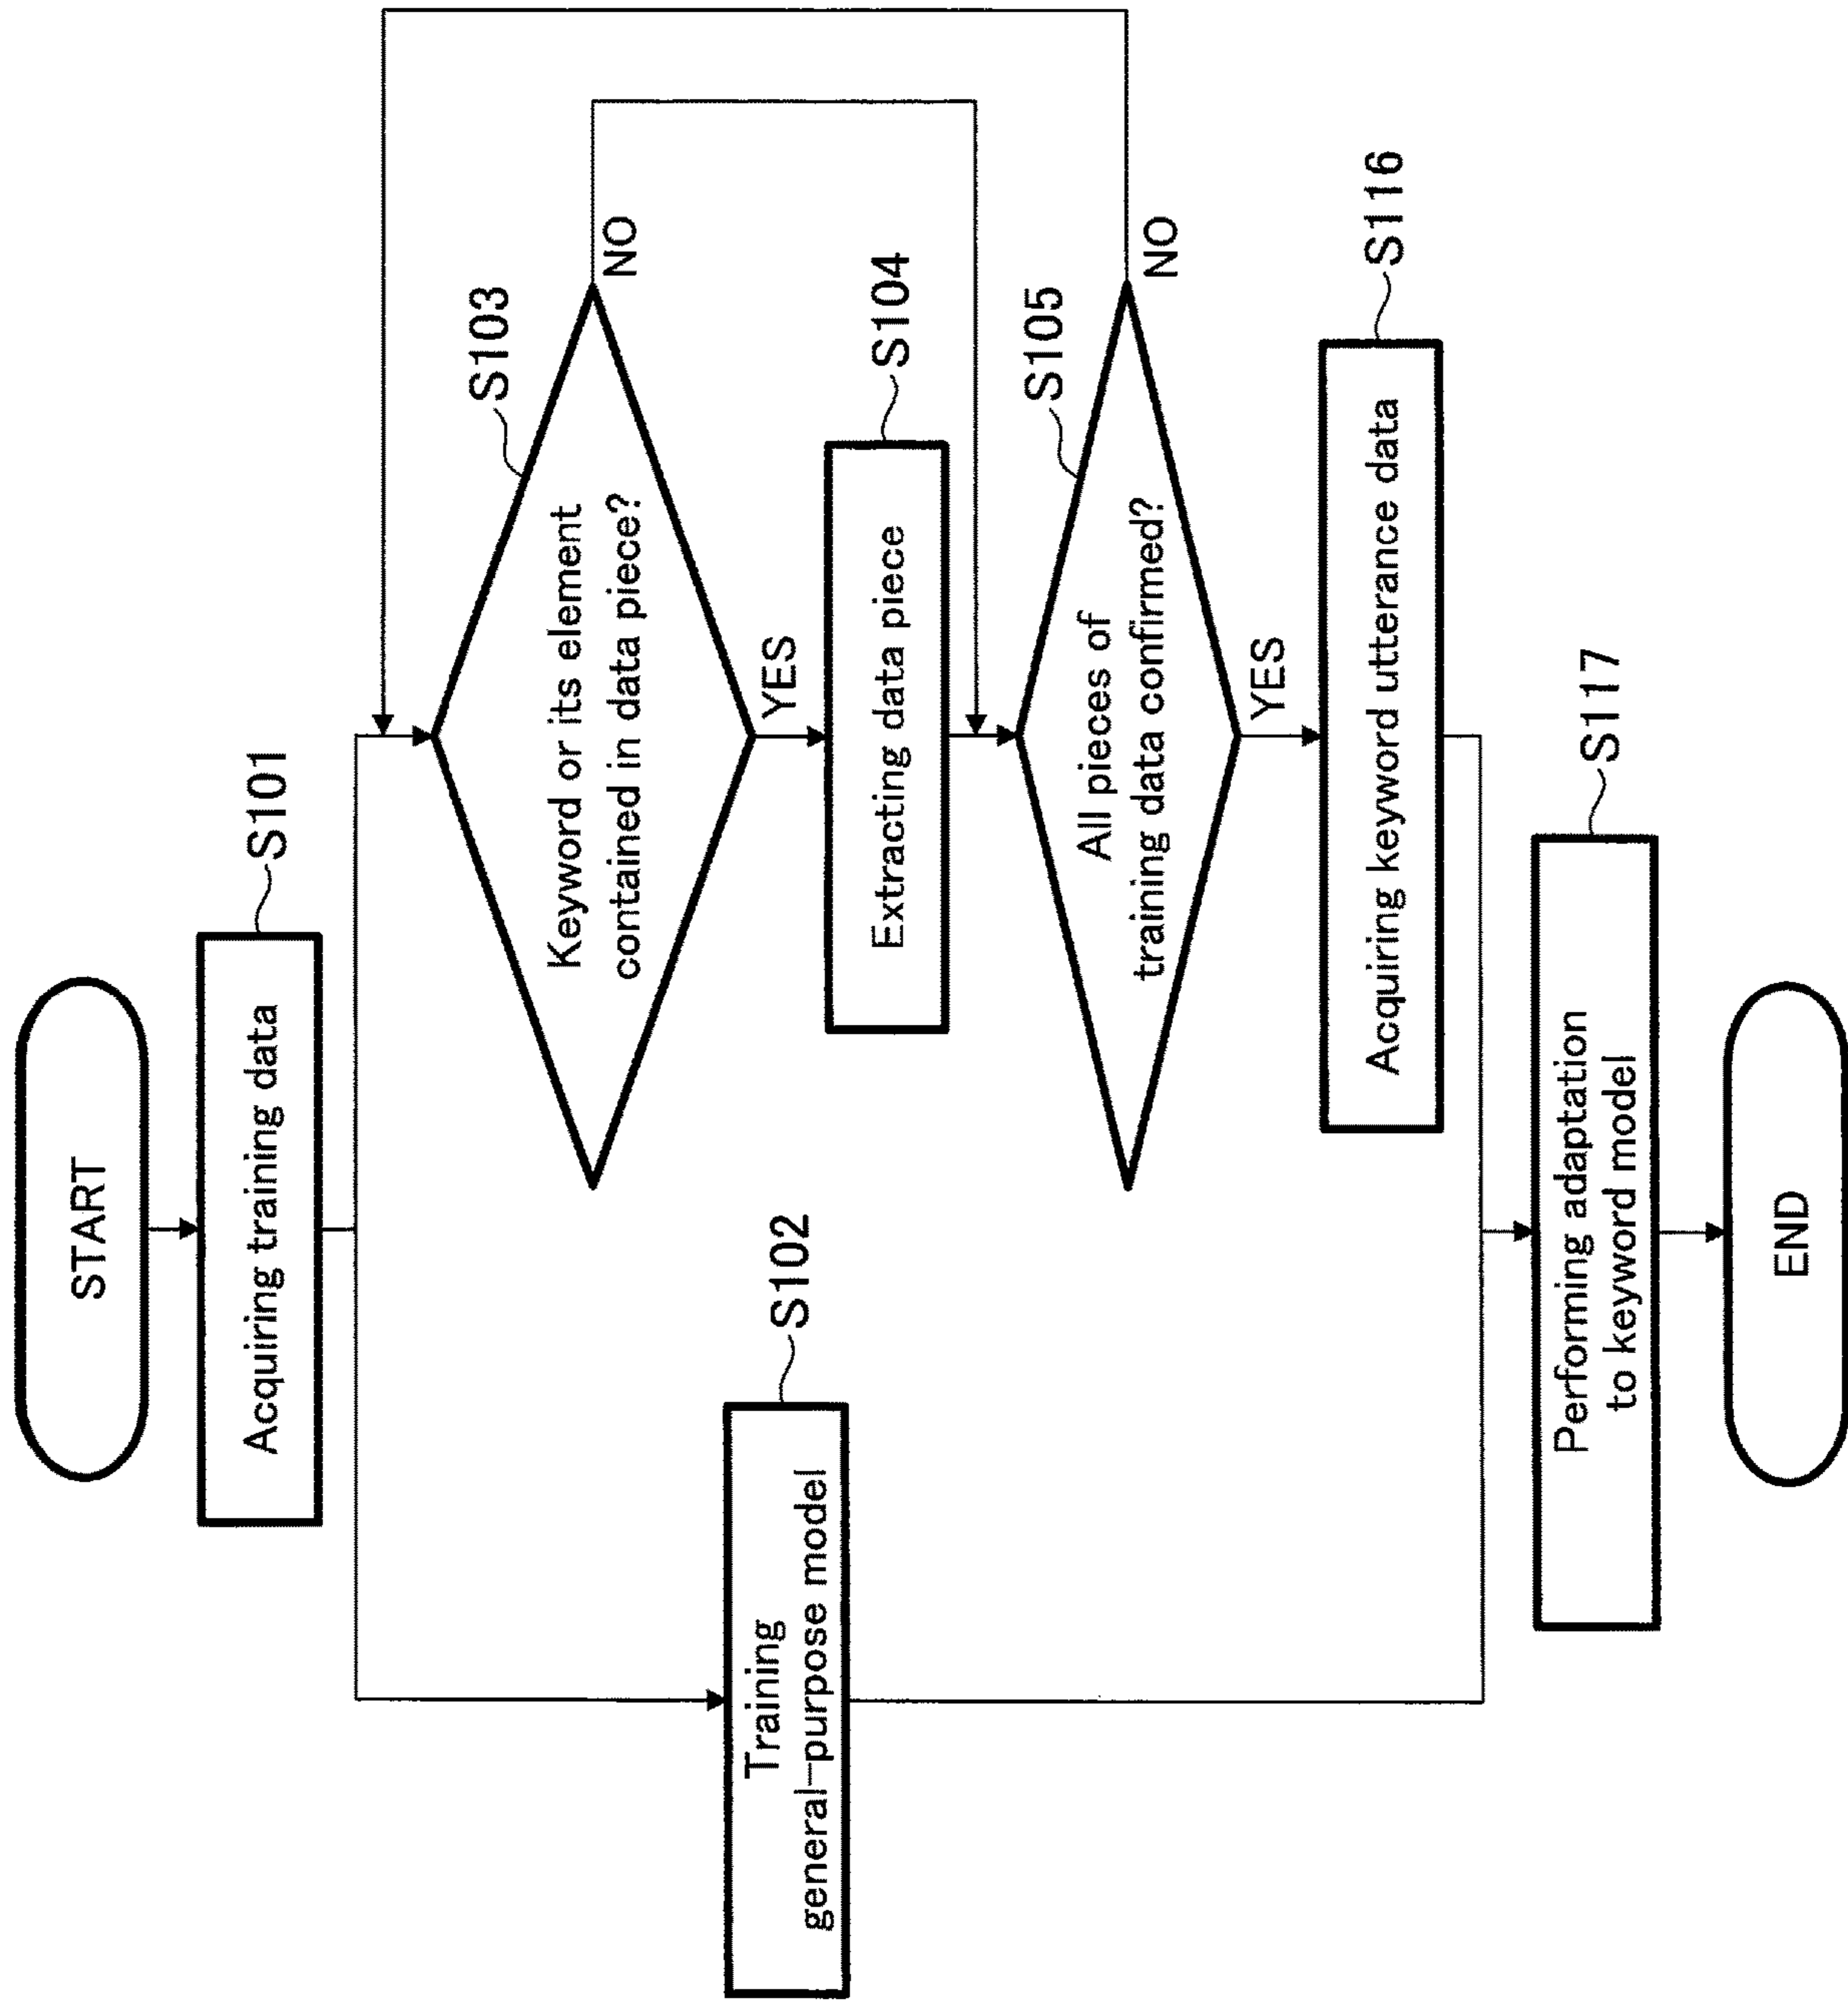 START
Acquiring training data
S101
Training
general-purpose model
S102
Keyword or its element
contained in data piece?
S103
NO
YES
Extracting data piece
S104
All pieces of
training data confirmed?
S105
NO
YES
Acquiring keyword utterance data
S116
Performing adaptation
to keyword model
S117
END